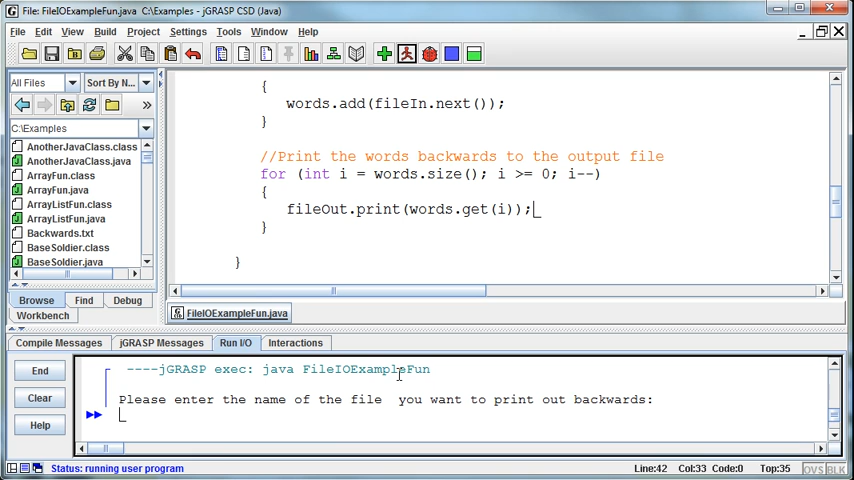 File: FileIOExampleFun.java  C:\Examples - jGRASP CSD (Java)
File Edit View Build Project Settings Tools Window Help
All Files Sort By N...
C:\Examples
AnotherJavaClass.class
AnotherJavaClass.java
ArrayFun.class
ArrayFun.java
ArrayListFun.class
ArrayListFun.java
Backwards.txt
BaseSoldier.class
BaseSoldier.java
Browse Find Debug
Workbench
{
words.add(fileIn.next());
}
//Print the words backwards to the output file
for (int i = words.size(); i >= 0; i--)
{
fileOut.print(words.get(i));
}
}
FileIOExampleFun.java
Compile Messages jGRASP Messages Run I/O Interactions
End
Clear
Help
----jGRASP exec: java FileIOExampleFun
Please enter the name of the file  you want to print out backwards:
Status: running user program Line:42 Col:33 Code:0 Top:35 OVS BLK